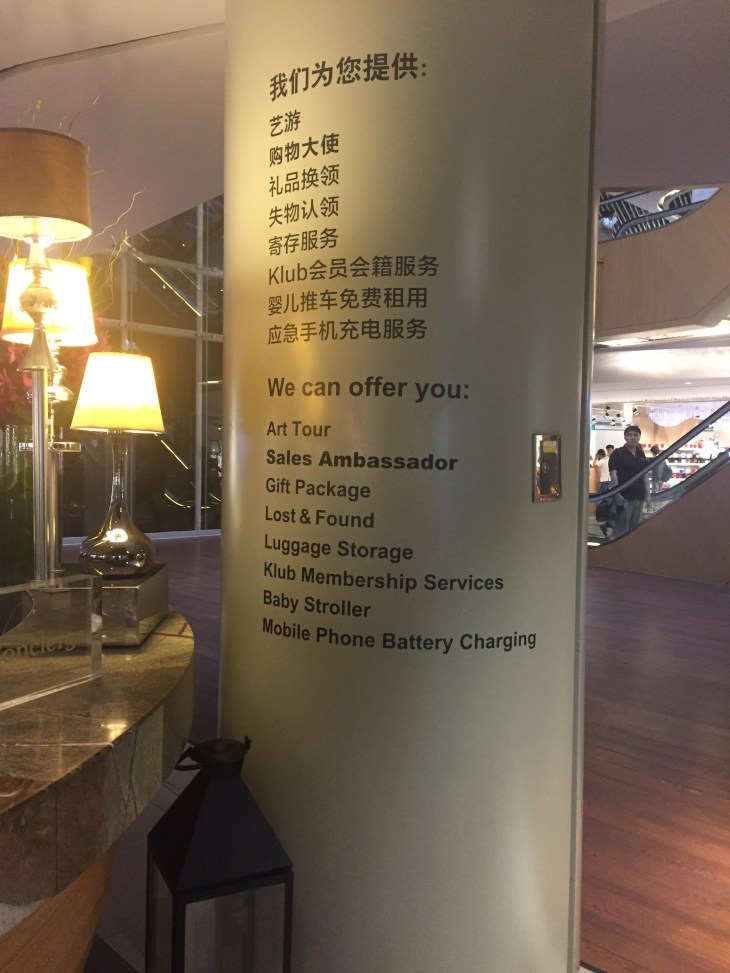 我们为您提供:
艺游
购物大使
礼品换领
失物认领
寄存服务
Klub会员会籍服务
婴儿推车免费租用
应急手机充电服务
We can offer you:
Art Tour
Sales Ambassador
Gift Package
Lost & Found
Luggage Storage
Klub Membership Services
Baby Stroller
Mobile Phone Battery Charging